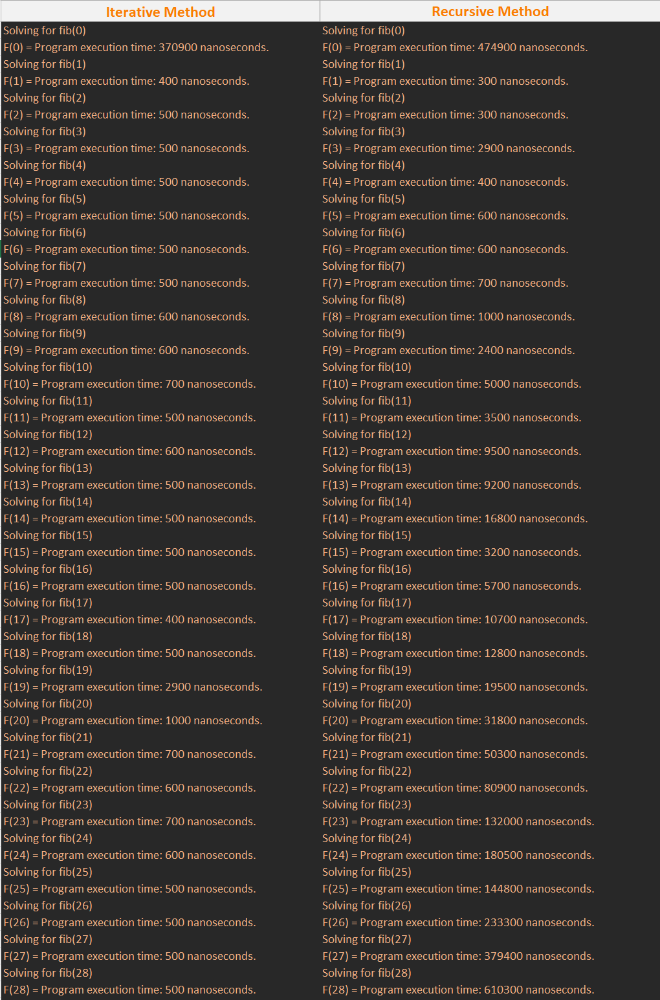 Iterative Method Recursive Method
Solving for fib(0) Solving for fib(0)
F(0) = Program execution time: 370900 nanoseconds. F(0) = Program execution time: 474900 nanoseconds.
Solving for fib(1) Solving for fib(1)
F(1) = Program execution time: 400 nanoseconds. F(1) = Program execution time: 300 nanoseconds.
Solving for fib(2) Solving for fib(2)
F(2) = Program execution time: 500 nanoseconds. F(2) = Program execution time: 300 nanoseconds.
Solving for fib(3) Solving for fib(3)
F(3) = Program execution time: 500 nanoseconds. F(3) = Program execution time: 2900 nanoseconds.
Solving for fib(4) Solving for fib(4)
F(4) = Program execution time: 500 nanoseconds. F(4) = Program execution time: 400 nanoseconds.
Solving for fib(5) Solving for fib(5)
F(5) = Program execution time: 500 nanoseconds. F(5) = Program execution time: 600 nanoseconds.
Solving for fib(6) Solving for fib(6)
F(6) = Program execution time: 500 nanoseconds. F(6) = Program execution time: 600 nanoseconds.
Solving for fib(7) Solving for fib(7)
F(7) = Program execution time: 500 nanoseconds. F(7) = Program execution time: 700 nanoseconds.
Solving for fib(8) Solving for fib(8)
F(8) = Program execution time: 600 nanoseconds. F(8) = Program execution time: 1000 nanoseconds.
Solving for fib(9) Solving for fib(9)
F(9) = Program execution time: 600 nanoseconds. F(9) = Program execution time: 2400 nanoseconds.
Solving for fib(10) Solving for fib(10)
F(10) = Program execution time: 700 nanoseconds. F(10) = Program execution time: 5000 nanoseconds.
Solving for fib(11) Solving for fib(11)
F(11) = Program execution time: 500 nanoseconds. F(11) = Program execution time: 3500 nanoseconds.
Solving for fib(12) Solving for fib(12)
F(12) = Program execution time: 600 nanoseconds. F(12) = Program execution time: 9500 nanoseconds.
Solving for fib(13) Solving for fib(13)
F(13) = Program execution time: 500 nanoseconds. F(13) = Program execution time: 9200 nanoseconds.
Solving for fib(14) Solving for fib(14)
F(14) = Program execution time: 500 nanoseconds. F(14) = Program execution time: 16800 nanoseconds.
Solving for fib(15) Solving for fib(15)
F(15) = Program execution time: 500 nanoseconds. F(15) = Program execution time: 3200 nanoseconds.
Solving for fib(16) Solving for fib(16)
F(16) = Program execution time: 500 nanoseconds. F(16) = Program execution time: 5700 nanoseconds.
Solving for fib(17) Solving for fib(17)
F(17) = Program execution time: 400 nanoseconds. F(17) = Program execution time: 10700 nanoseconds.
Solving for fib(18) Solving for fib(18)
F(18) = Program execution time: 500 nanoseconds. F(18) = Program execution time: 12800 nanoseconds.
Solving for fib(19) Solving for fib(19)
F(19) = Program execution time: 2900 nanoseconds. F(19) = Program execution time: 19500 nanoseconds.
Solving for fib(20) Solving for fib(20)
F(20) = Program execution time: 1000 nanoseconds. F(20) = Program execution time: 31800 nanoseconds.
Solving for fib(21) Solving for fib(21)
F(21) = Program execution time: 700 nanoseconds. F(21) = Program execution time: 50300 nanoseconds.
Solving for fib(22) Solving for fib(22)
F(22) = Program execution time: 600 nanoseconds. F(22) = Program execution time: 80900 nanoseconds.
Solving for fib(23) Solving for fib(23)
F(23) = Program execution time: 700 nanoseconds. F(23) = Program execution time: 132000 nanoseconds.
Solving for fib(24) Solving for fib(24)
F(24) = Program execution time: 600 nanoseconds. F(24) = Program execution time: 180500 nanoseconds.
Solving for fib(25) Solving for fib(25)
F(25) = Program execution time: 500 nanoseconds. F(25) = Program execution time: 144800 nanoseconds.
Solving for fib(26) Solving for fib(26)
F(26) = Program execution time: 500 nanoseconds. F(26) = Program execution time: 233300 nanoseconds.
Solving for fib(27) Solving for fib(27)
F(27) = Program execution time: 500 nanoseconds. F(27) = Program execution time: 379400 nanoseconds.
Solving for fib(28) Solving for fib(28)
F(28) = Program execution time: 500 nanoseconds. F(28) = Program execution time: 610300 nanoseconds.